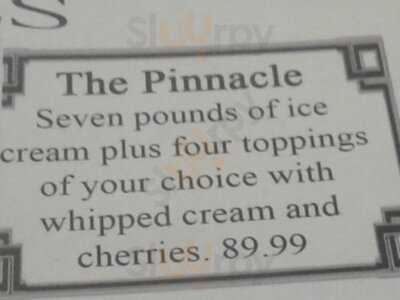 The Pinnacle
Seven pounds of ice
cream plus four toppings
of your choice with
whipped cream and
cherries. 89.99